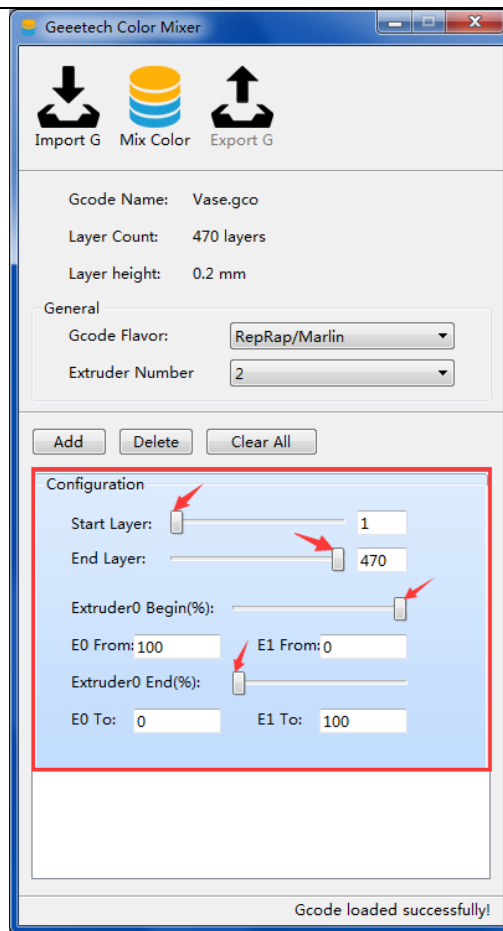 Geeetech Color Mixer
Import G Mix Color Export G
Gcode Name: Vase.gco
Layer Count: 470 layers
Layer height: 0.2 mm
General
Gcode Flavor: RepRap/Marlin
Extruder Number 2
Add Delete Clear All
Configuration
Start Layer: 1
End Layer: 470
Extruder0 Begin(%):
E0 From: 100 E1 From: 0
Extruder0 End(%):
E0 To: 0 E1 To: 100
Gcode loaded successfully!